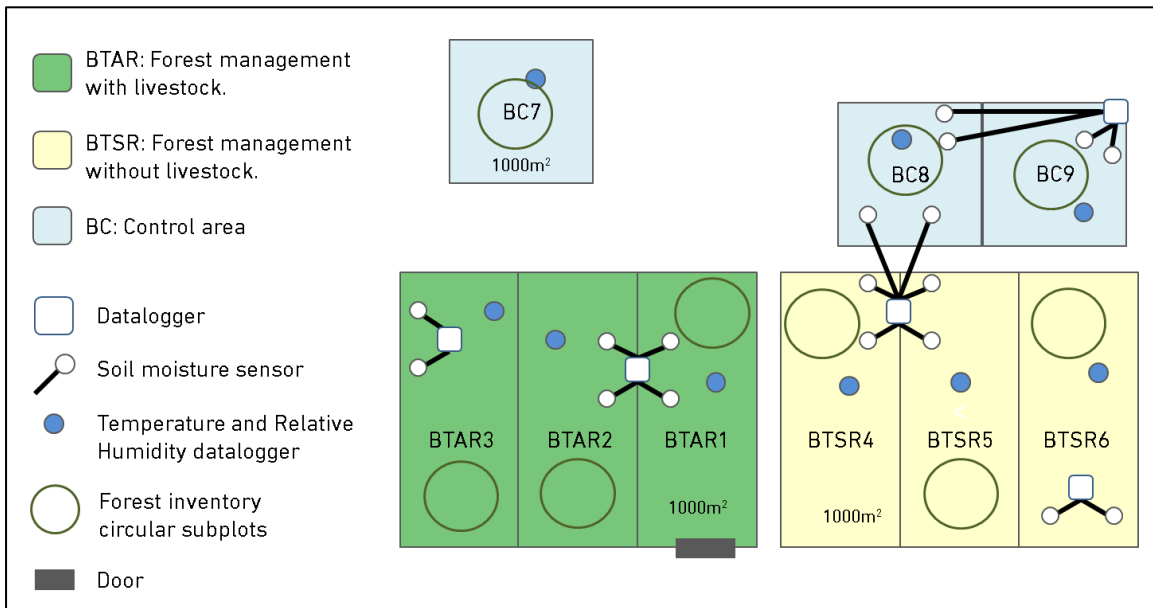 BTAR: Forest management
with livestock.
BTSR: Forest management
without livestock.
BC: Control area
Datalogger
Soil moisture sensor
Temperature and Relative
Humidity datalogger
Forest inventory
circular subplots
Door
BC7
1000m²
BC8
BC9
BTAR3
BTAR2
BTAR1
1000m²
<
BTSR4
BTSR5
BTSR6
1000m²